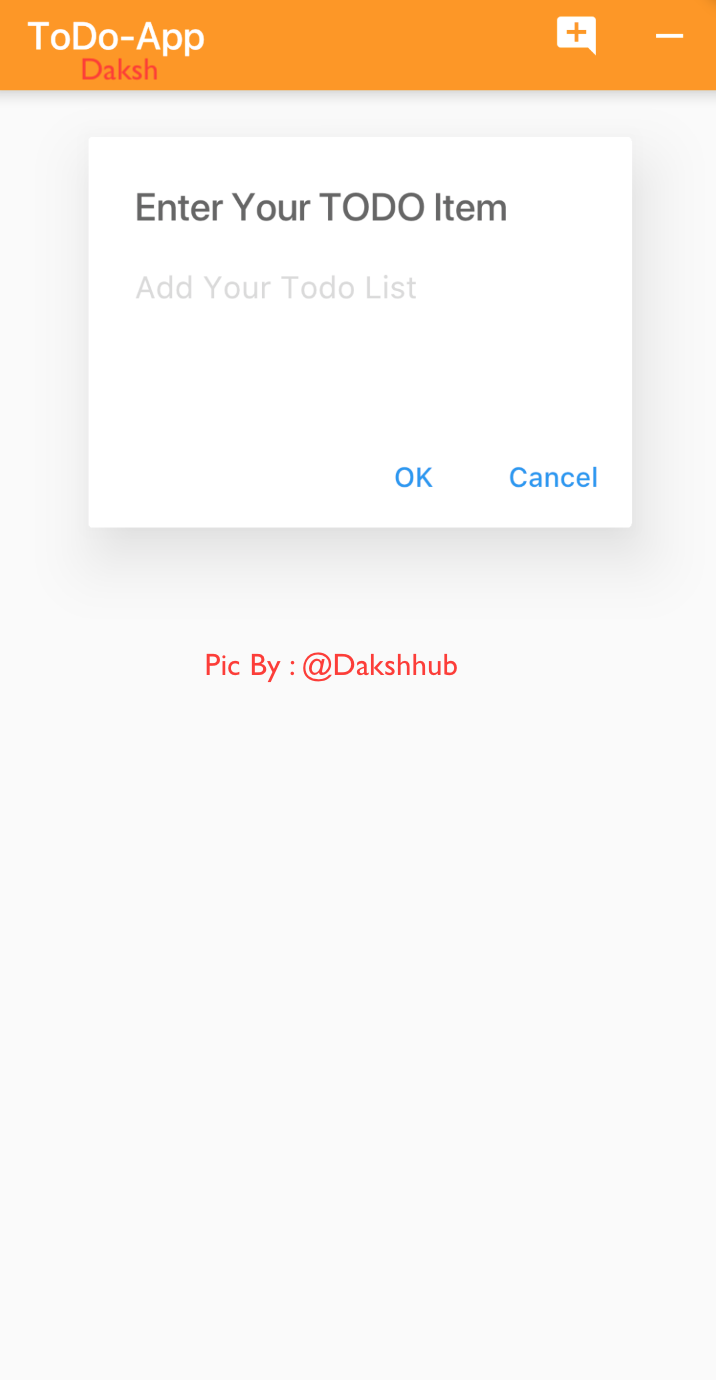 ToDo-App
Daksh
Enter Your TODO Item
Add Your Todo List
OK Cancel
Pic By : @Dakshhub